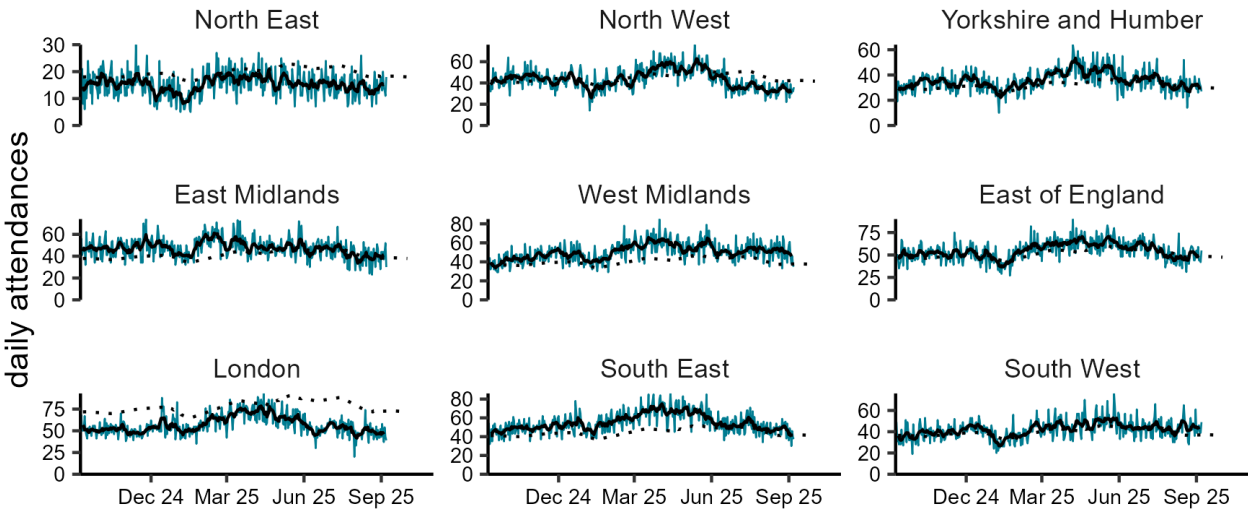 North East
North West
Yorkshire and Humber
30
20
10
0
60
40
20
0
60
40
20
0
East Midlands
West Midlands
East of England
60
40
20
0
80
60
40
20
0
75
50
25
0
London
South East
South West
75
50
25
0
80
60
40
20
0
60
40
20
0
Dec 24 Mar 25 Jun 25 Sep 25
Dec 24 Mar 25 Jun 25 Sep 25
Dec 24 Mar 25 Jun 25 Sep 25
daily attendances